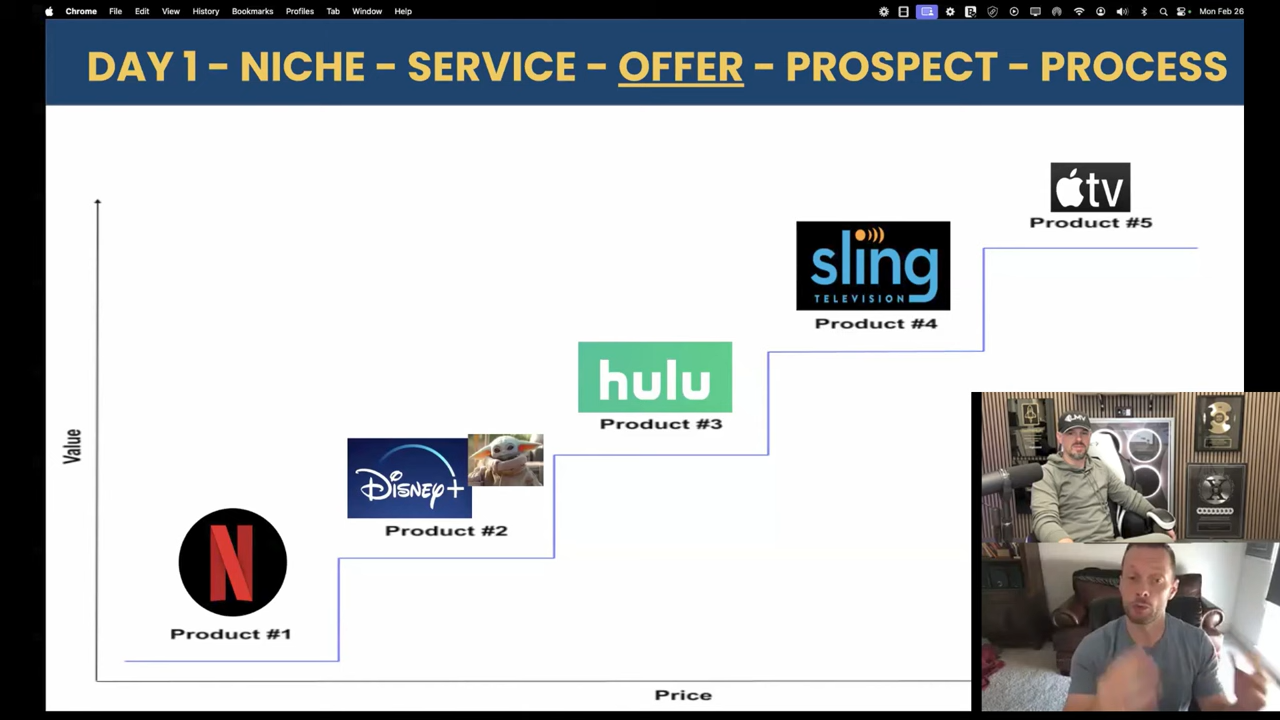 Chrome File Edit View History Bookmarks Profiles Tab Window Help Mon Feb 26
DAY 1 – NICHE – SERVICE – OFFER – PROSPECT – PROCESS
tv
Product #5
sling
TELEVISION
Product #4
hulu
Product #3
Disney+
Product #2
N
Product #1
Value
Price